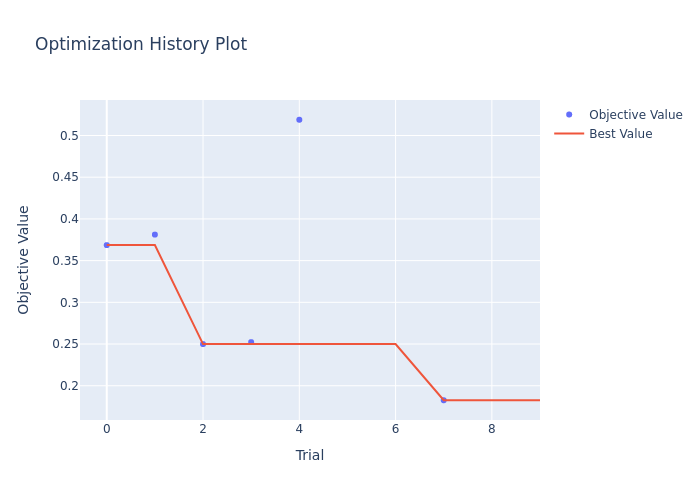 Optimization History Plot
Objective Value
Best Value
0.5
0.45
0.4
0.35
0.3
0.25
0.2
Objective Value
0
2
4
6
8
Trial